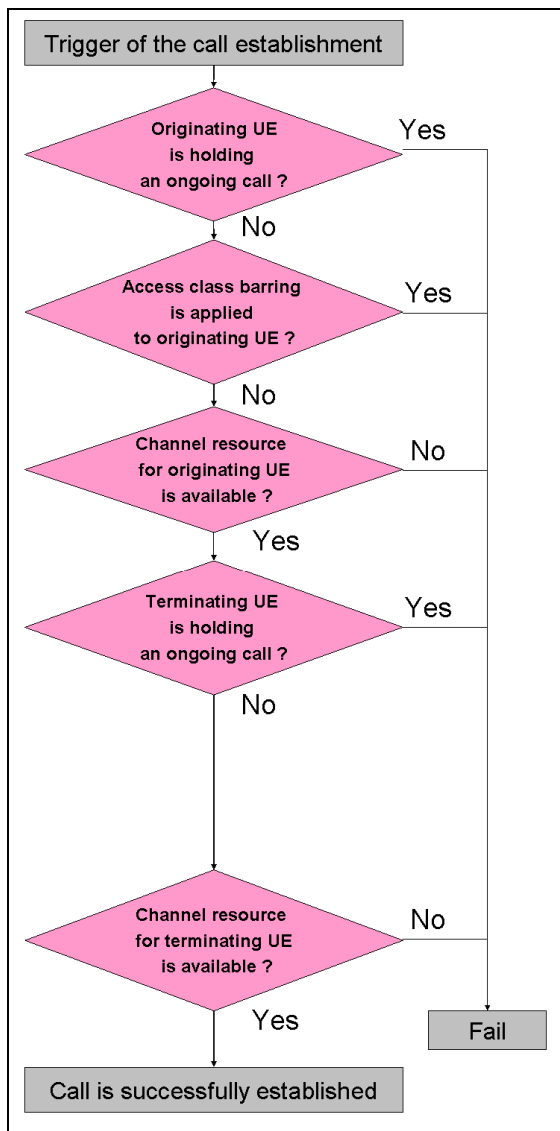 Trigger of the call establishment
Originating UE
is holding
an ongoing call ?
Yes
No
Access class barring
is applied
to originating UE ?
Yes
No
Channel resource
for originating UE
is available ?
No
Yes
Terminating UE
is holding
an ongoing call ?
Yes
No
Channel resource
for terminating UE
is available ?
No
Yes
Fail
Call is successfully established